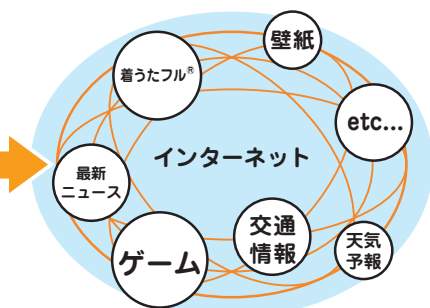 壁紙
着うたフル®
etc...
インターネット
最新
ニュース
交通
情報
天気
予報
ゲーム